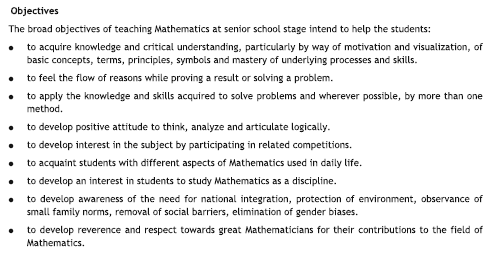 Objectives
The broad objectives of teaching Mathematics at senior school stage intend to help the students:
● to acquire knowledge and critical understanding, particularly by way of motivation and visualization, of
basic concepts, terms, principles, symbols and mastery of underlying processes and skills.
● to feel the flow of reasons while proving a result or solving a problem.
● to apply the knowledge and skills acquired to solve problems and wherever possible, by more than one
method.
● to develop positive attitude to think, analyze and articulate logically.
● to develop interest in the subject by participating in related competitions.
● to acquaint students with different aspects of Mathematics used in daily life.
● to develop an interest in students to study Mathematics as a discipline.
● to develop awareness of the need for national integration, protection of environment, observance of
small family norms, removal of social barriers, elimination of gender biases.
● to develop reverence and respect towards great Mathematicians for their contributions to the field of
Mathematics.